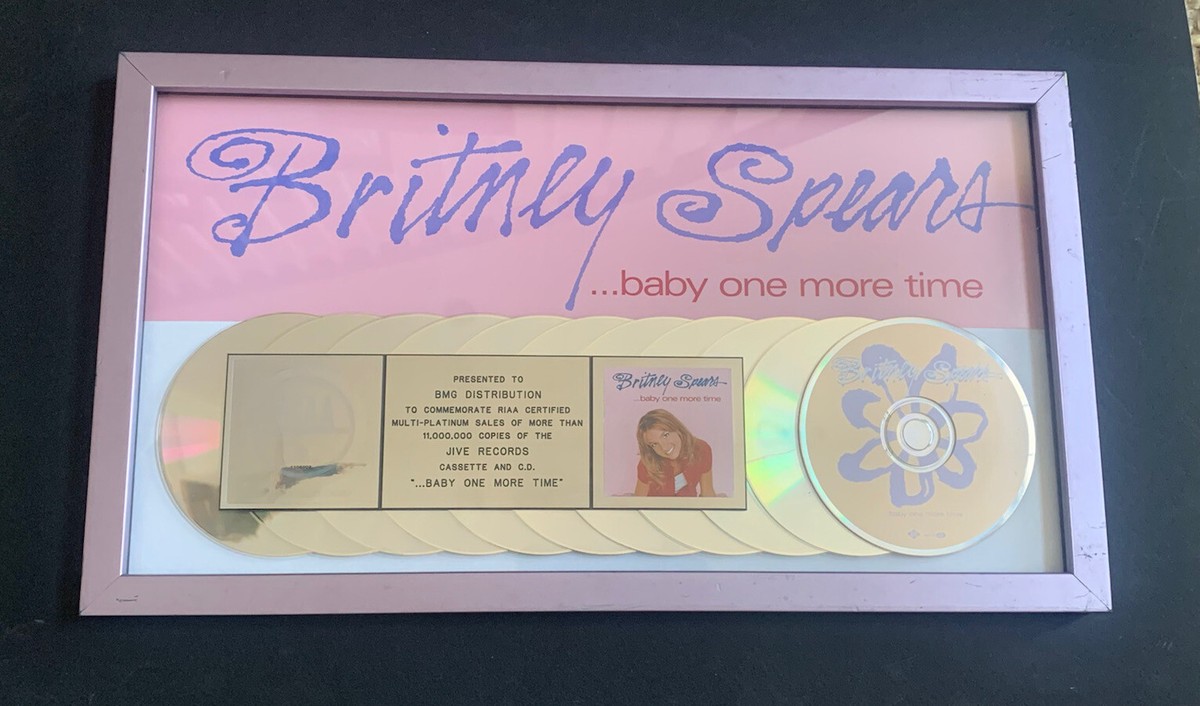 Britney Spears
...baby one more time
PRESENTED TO
BMG DISTRIBUTION
TO COMMEMORATE RIAA CERTIFIED
MULTI-PLATINUM SALES OF MORE THAN
11,000,000 COPIES OF THE
JIVE RECORDS
CASSETTE AND C.D.
"...BABY ONE MORE TIME"
Britney Spears
...baby one more time
Britney Spears